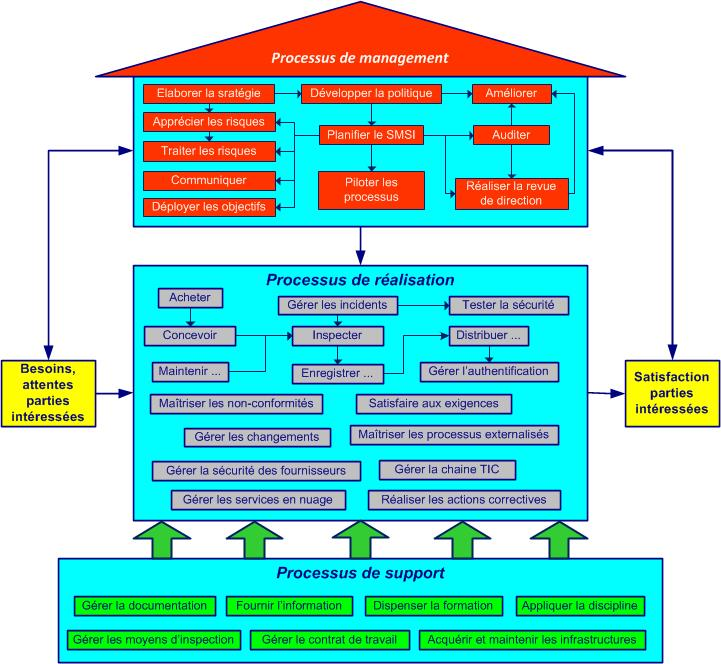 Processus de management
Elaborer la sratégie
Développer la politique
Améliorer
Apprécier les risques
Planifier le SMSI
Auditer
Traiter les risques
Communiquer
Piloter les
processus
Réaliser la revue
de direction
Déployer les objectifs
Processus de réalisation
Acheter
Gérer les incidents
Tester la sécurité
Concevoir
Inspecter
Distribuer ...
Maintenir ...
Enregistrer ...
Gérer l'authentification
Besoins,
attentes
parties
intéressées
Satisfaction
parties
intéressées
Maîtriser les non-conformités
Satisfaire aux exigences
Gérer les changements
Maîtriser les processus externalisés
Gérer la sécurité des fournisseurs
Gérer la chaine TIC
Gérer les services en nuage
Réaliser les actions correctives
Processus de support
Gérer la documentation
Fournir l'information
Dispenser la formation
Appliquer la discipline
Gérer les moyens d'inspection
Gérer le contrat de travail
Acquérir et maintenir les infrastructures